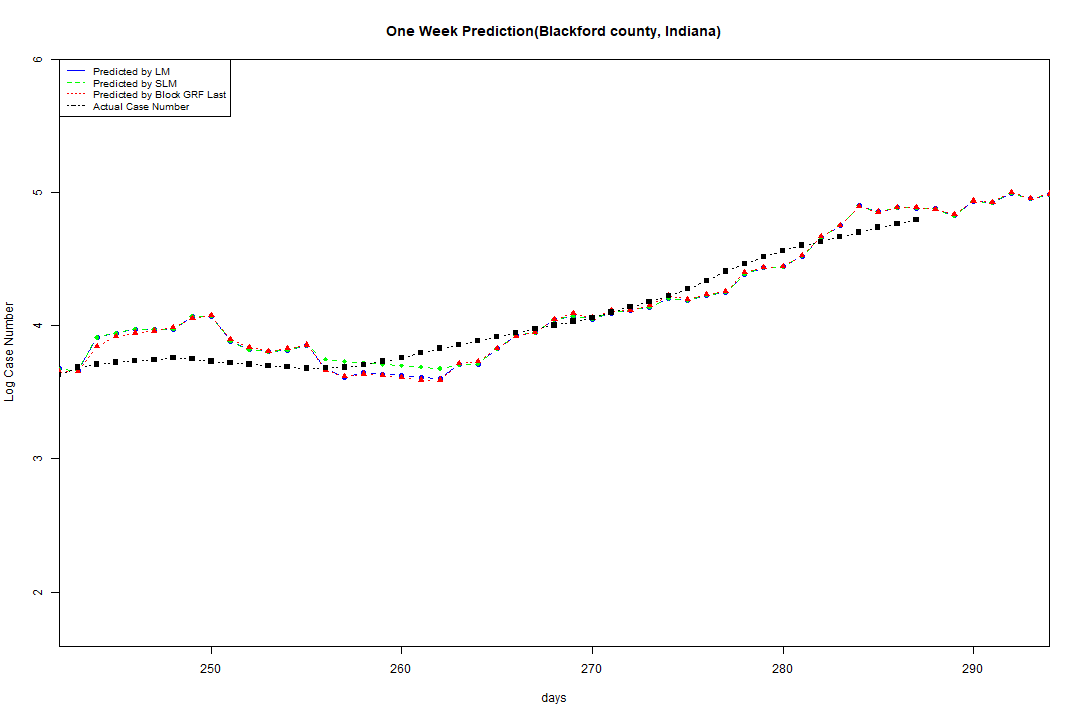 One Week Prediction(Blackford county, Indiana)
Predicted by LM
Predicted by SLM
Predicted by Block GRF Last
Actual Case Number
6
5
4
3
2
Log Case Number
250 260 270 280 290
days